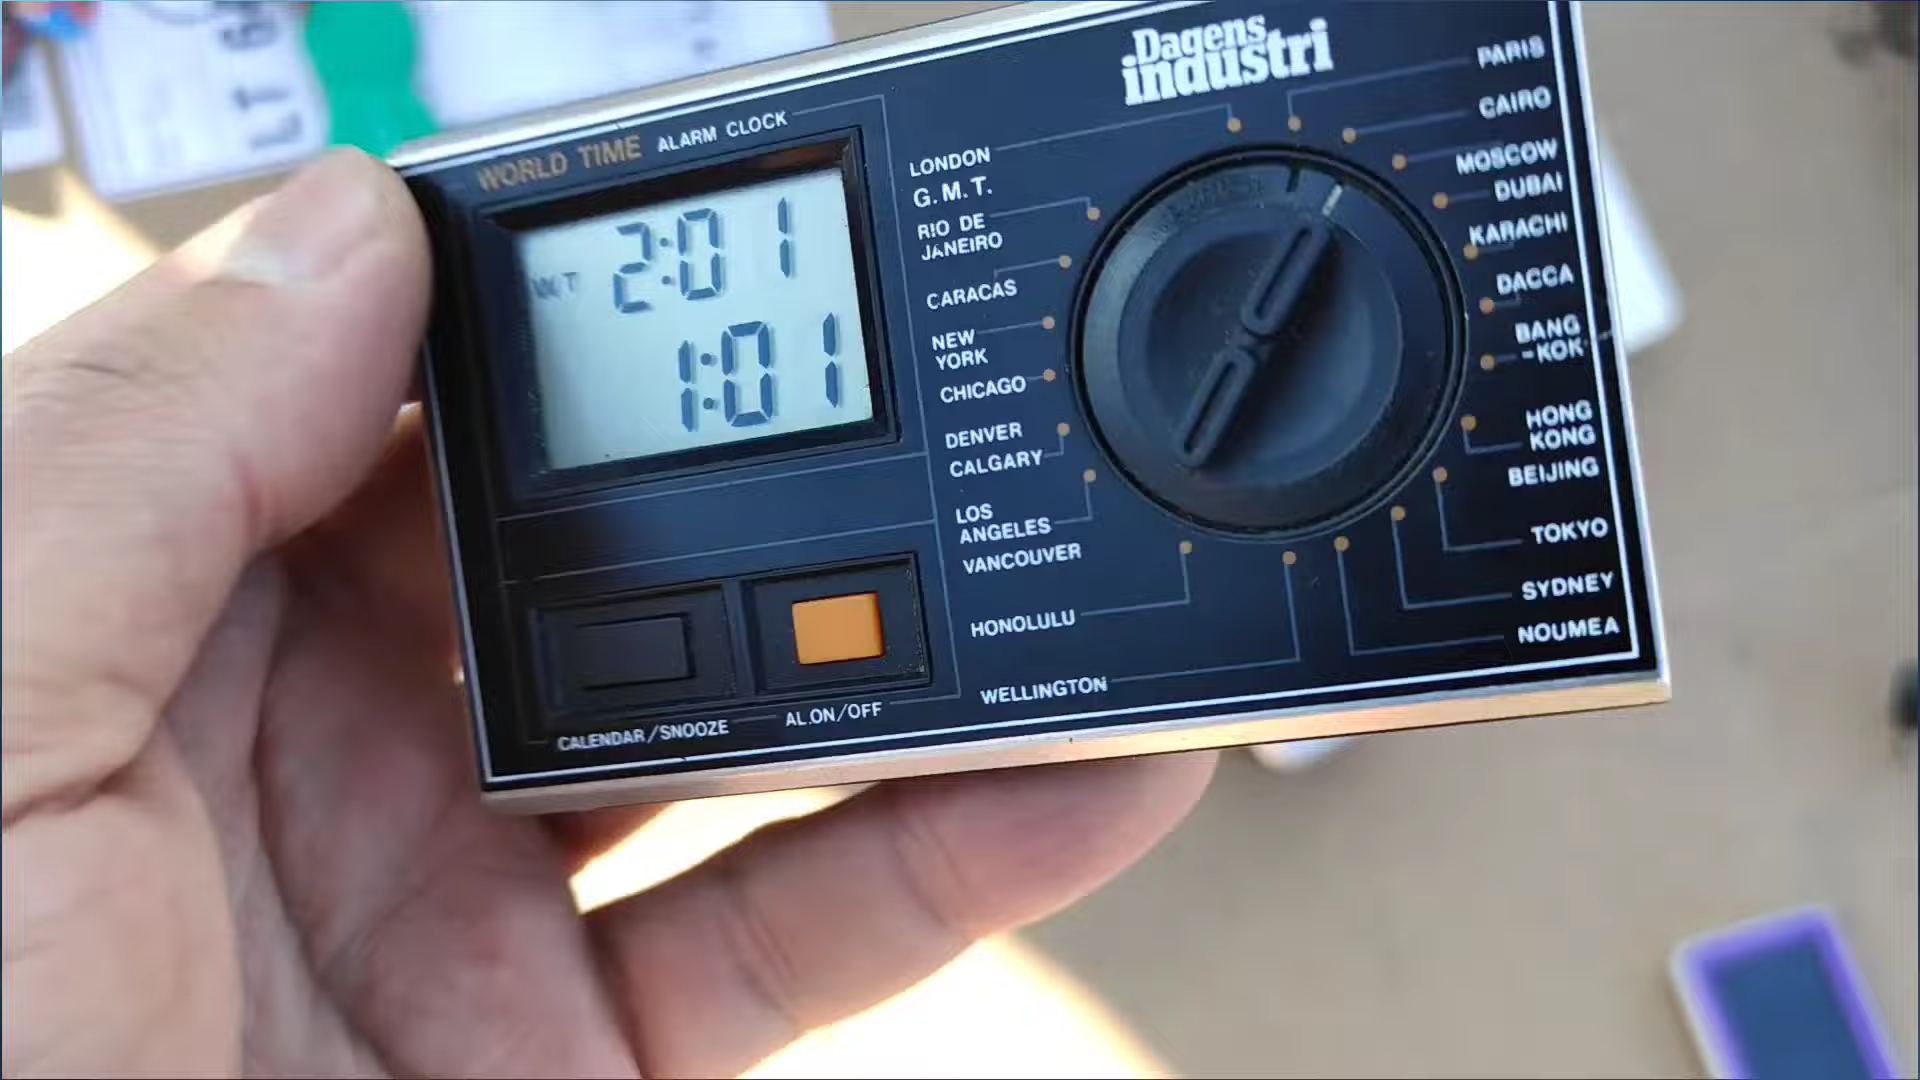 Dagens
industri
WORLD TIME ALARM CLOCK
WT 2:01
1:01
CALENDAR/SNOOZE
AL.ON/OFF
LONDON
G.M.T.
RIO DE
JANEIRO
CARACAS
NEW
YORK
CHICAGO
DENVER
CALGARY
LOS
ANGELES
VANCOUVER
HONOLULU
WELLINGTON
PARIS
CAIRO
MOSCOW
DUBAI
KARACHI
DACCA
BANG
-KOK
HONG
KONG
BEIJING
TOKYO
SYDNEY
NOUMEA